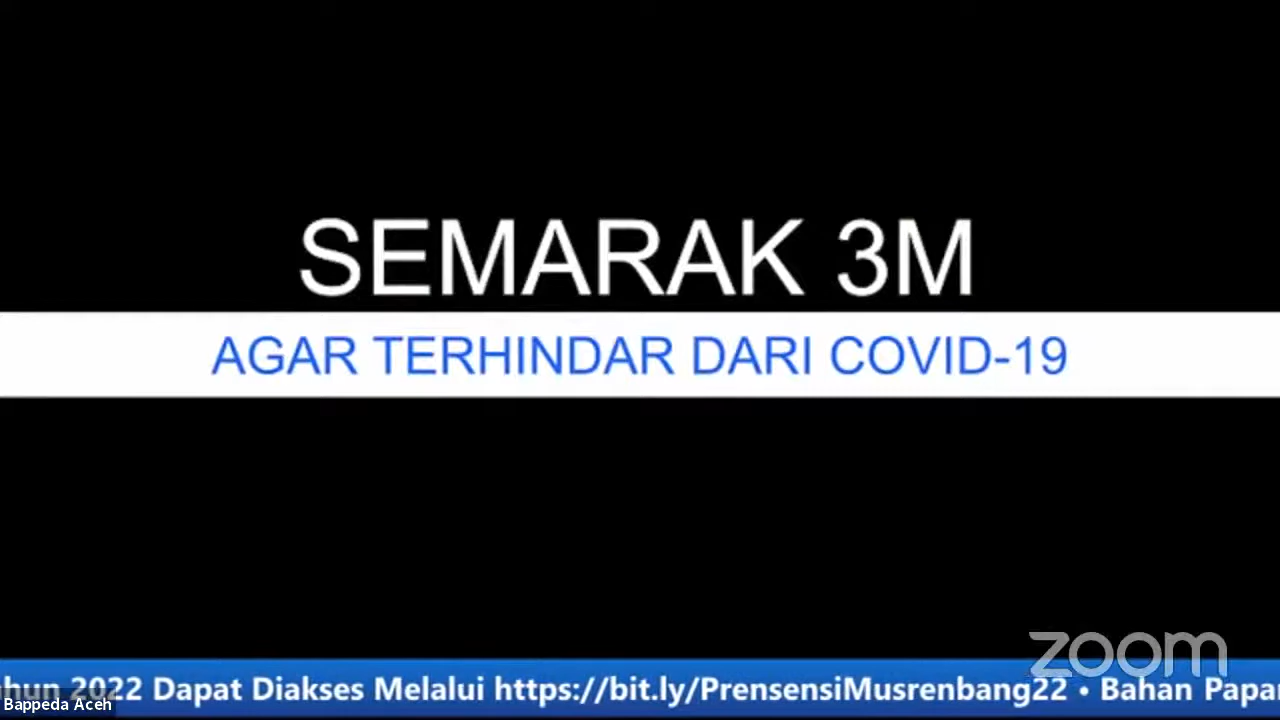 SEMARAK 3M
AGAR TERHINDAR DARI COVID-19
zoom
2022 Dapat Diakses Melalui https://bit.ly/PrensensiMusrenbang22 • Bahan
Bappeda Aceh